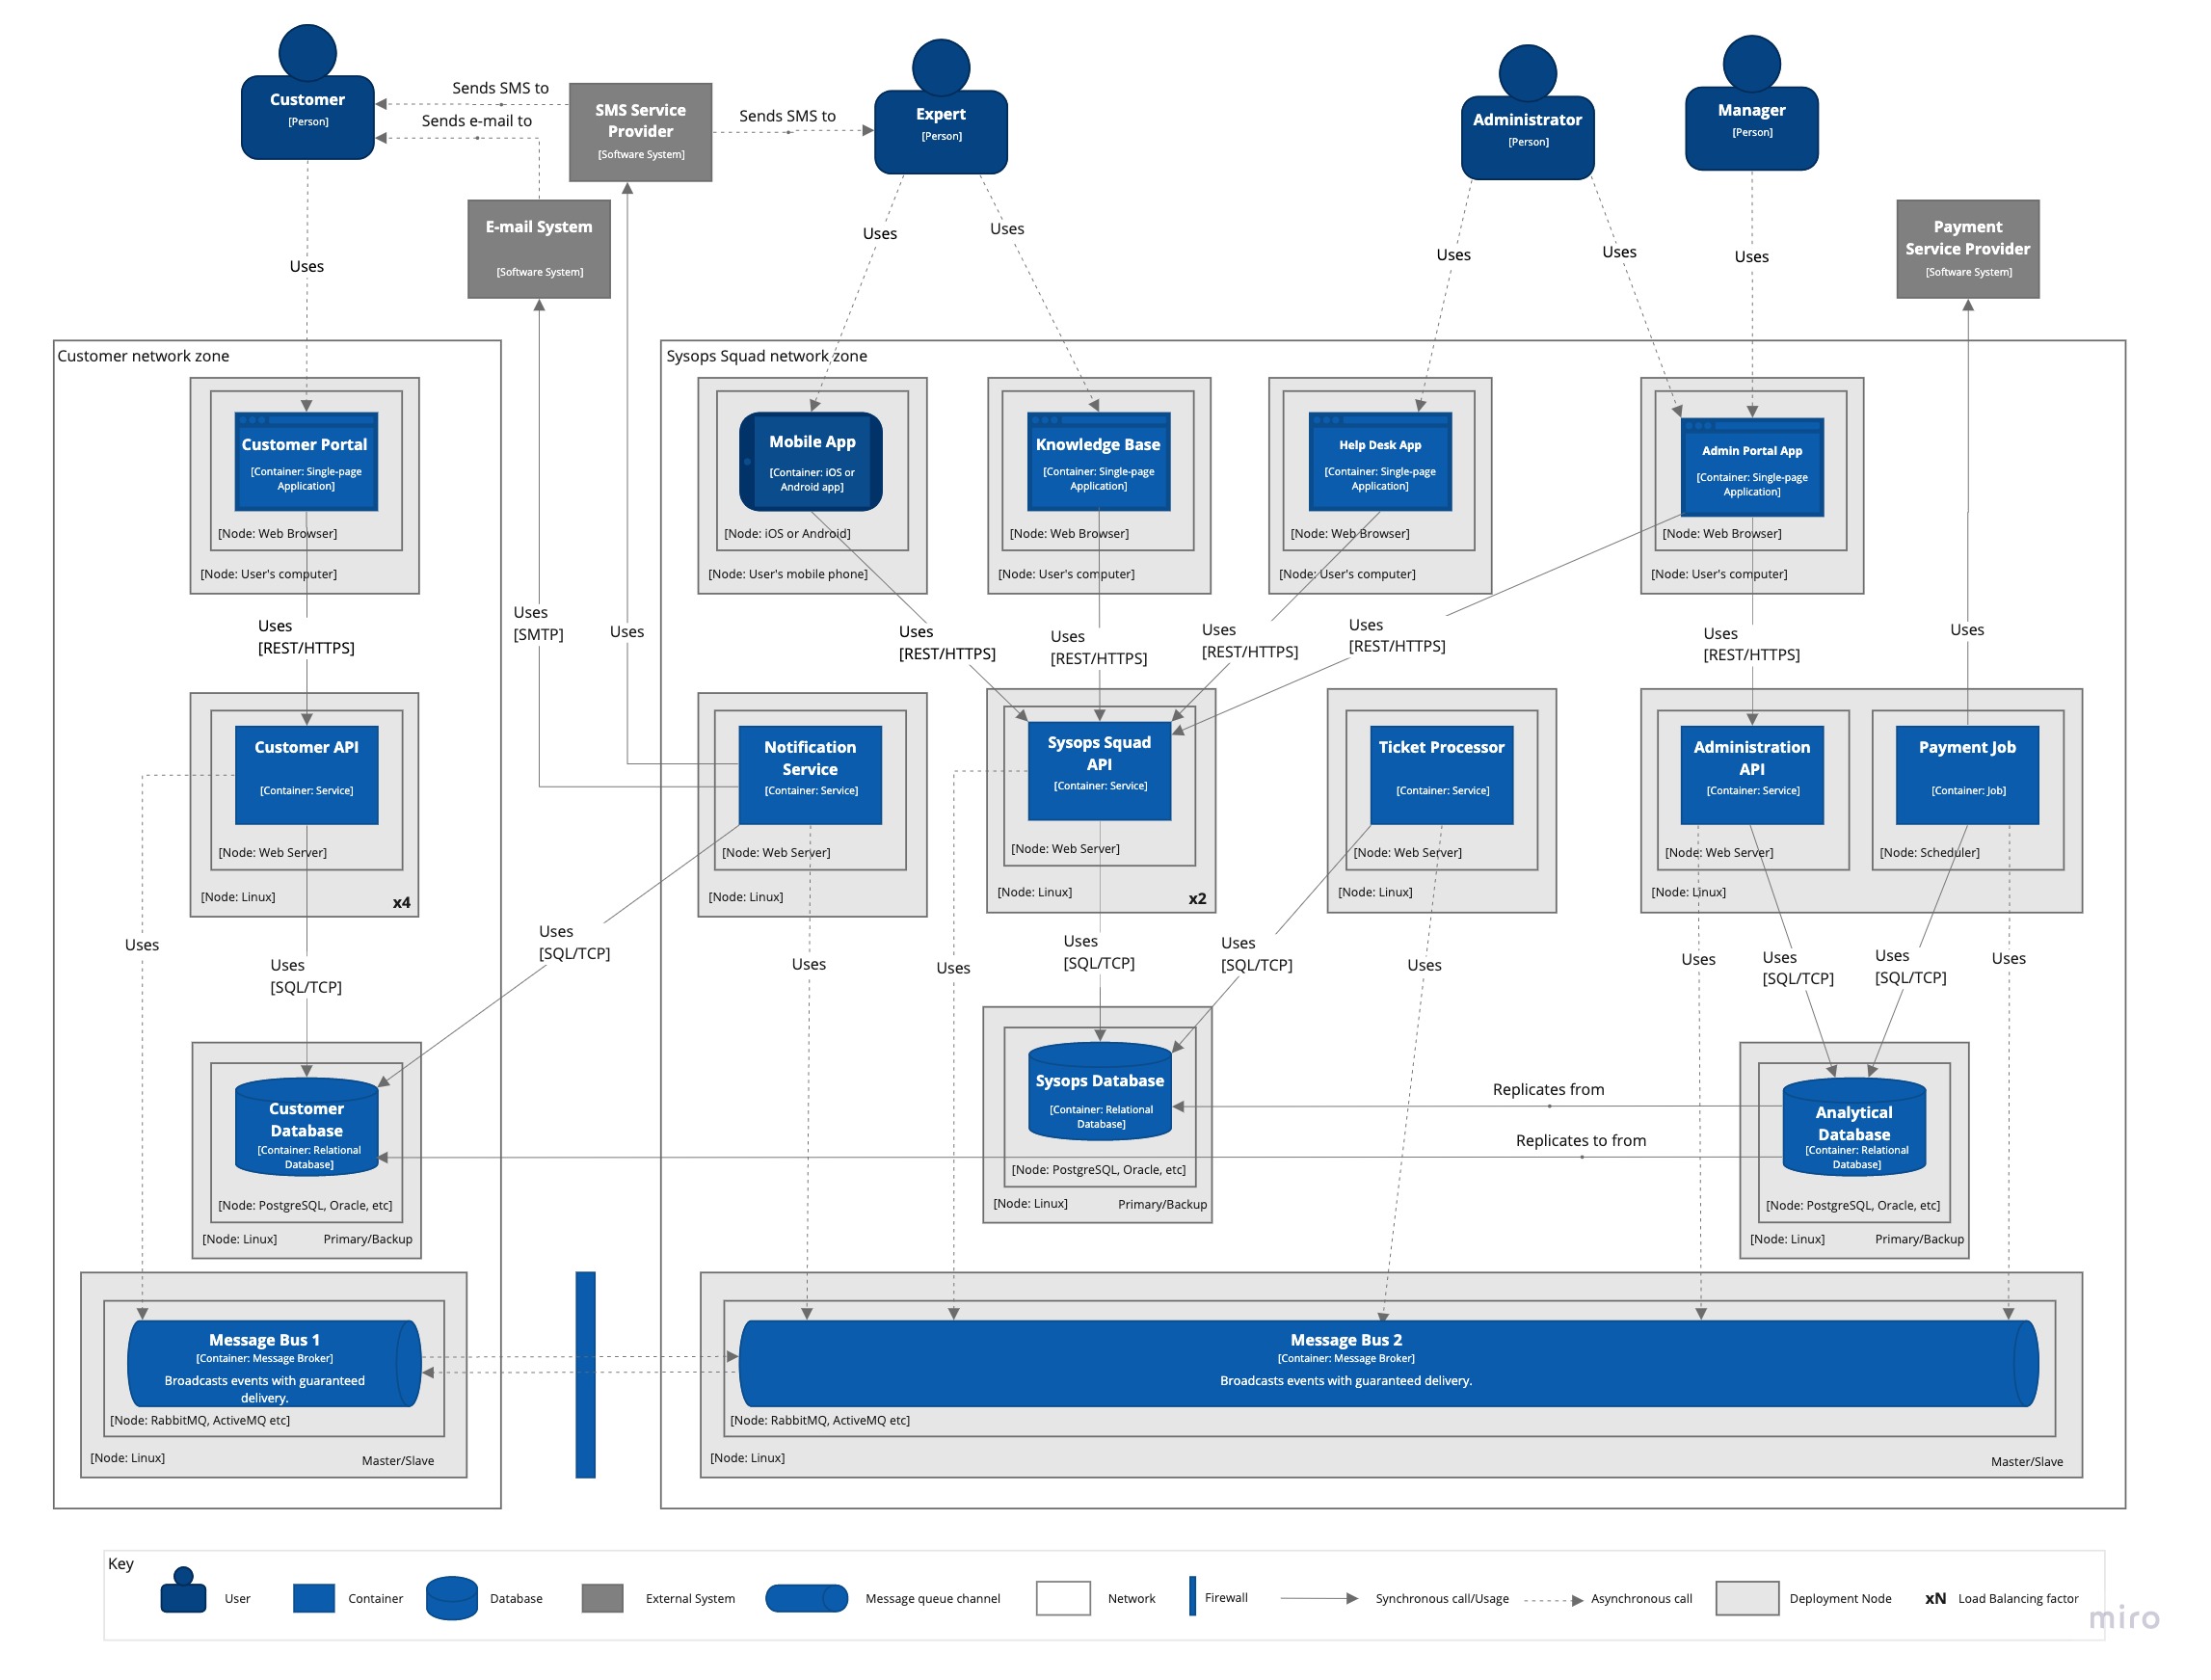 Customer
[Person]
Sends SMS to
Sends e-mail to
SMS Service
Provider
[Software System]
Sends SMS to
Expert
[Person]
Administrator
[Person]
Manager
[Person]
E-mail System
[Software System]
Payment
Service Provider
[Software System]
Uses
Uses
Uses
Uses
Uses
Uses
Customer network zone
Sysops Squad network zone
Customer Portal
[Container: Single-page
Application]
[Node: Web Browser]
[Node: User's computer]
Mobile App
[Container: iOS or
Android app]
[Node: iOS or Android]
[Node: User's mobile phone]
Knowledge Base
[Container: Single-page
Application]
[Node: Web Browser]
[Node: User's computer]
Help Desk App
[Container: Single-page
Application]
[Node: Web Browser]
[Node: User's computer]
Admin Portal App
[Container: Single-page
Application]
[Node: Web Browser]
[Node: User's computer]
Uses
[REST/HTTPS]
Uses
[SMTP]
Uses
Uses
[REST/HTTPS]
Uses
[REST/HTTPS]
Uses
[REST/HTTPS]
Uses
[REST/HTTPS]
Uses
[REST/HTTPS]
Uses
Customer API
[Container: Service]
[Node: Web Server]
[Node: Linux]
x4
Notification
Service
[Container: Service]
[Node: Web Server]
[Node: Linux]
Sysops Squad
API
[Container: Service]
[Node: Web Server]
[Node: Linux]
x2
Ticket Processor
[Container: Service]
[Node: Web Server]
[Node: Linux]
Administration
API
[Container: Service]
[Node: Web Server]
[Node: Linux]
Payment Job
[Container: Job]
[Node: Scheduler]
Uses
Uses
[SQL/TCP]
Uses
[SQL/TCP]
Uses
Uses
Uses
[SQL/TCP]
Uses
[SQL/TCP]
Uses
Uses
Uses
[SQL/TCP]
Uses
[SQL/TCP]
Uses
Customer
Database
[Container: Relational
Database]
[Node: PostgreSQL, Oracle, etc]
[Node: Linux]
Primary/Backup
Sysops Database
[Container: Relational
Database]
[Node: PostgreSQL, Oracle, etc]
[Node: Linux]
Primary/Backup
Replicates from
Replicates to from
Analytical
Database
[Container: Relational
Database]
[Node: PostgreSQL, Oracle, etc]
[Node: Linux]
Primary/Backup
Message Bus 1
[Container: Message Broker]
Broadcasts events with guaranteed
delivery.
[Node: RabbitMQ, ActiveMQ etc]
[Node: Linux]
Master/Slave
Message Bus 2
[Container: Message Broker]
Broadcasts events with guaranteed delivery.
[Node: RabbitMQ, ActiveMQ etc]
[Node: Linux]
Master/Slave
Key
User
Container
Database
External System
Message queue channel
Network
Firewall
Synchronous call/Usage
Asynchronous call
Deployment Node
xN
Load Balancing factor
miro